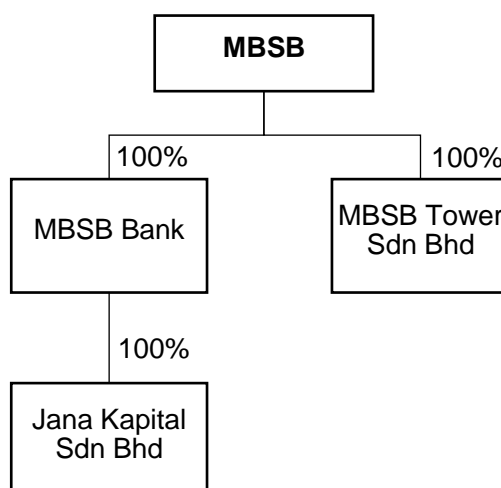 MBSB
100%
100%
MBSB Bank
MBSB Tower
Sdn Bhd
100%
Jana Kapital
Sdn Bhd